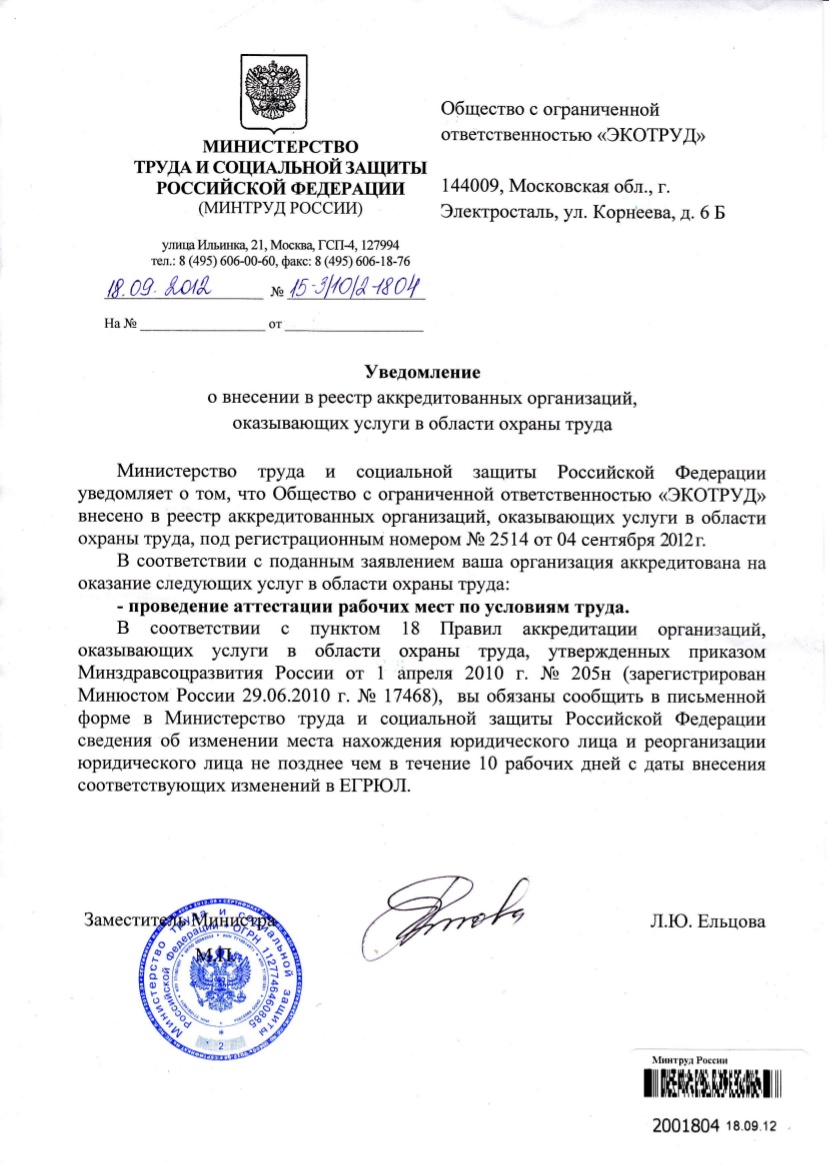 МИНИСТЕРСТВО
ТРУДА И СОЦИАЛЬНОЙ ЗАЩИТЫ
РОССИЙСКОЙ ФЕДЕРАЦИИ
(МИНТРУД РОССИИ)
улица Ильинка, 21, Москва, ГСП-4, 127994
тел.: 8 (495) 606-00-60, факс: 8 (495) 606-18-76
18.09.2012 № 15-3/10/2-1804
На № ___________________ от ____________________
Общество с ограниченной
ответственностью «ЭКОТРУД»
144009, Московская обл., г.
Электросталь, ул. Корнеева, д. 6 Б
Уведомление
о внесении в реестр аккредитованных организаций,
оказывающих услуги в области охраны труда
Министерство труда и социальной защиты Российской Федерации
уведомляет о том, что Общество с ограниченной ответственностью «ЭКОТРУД»
внесено в реестр аккредитованных организаций, оказывающих услуги в области
охраны труда, под регистрационным номером № 2514 от 04 сентября 2012 г.
В соответствии с поданным заявлением ваша организация аккредитована на
оказание следующих услуг в области охраны труда:
- проведение аттестации рабочих мест по условиям труда.
В соответствии с пунктом 18 Правил аккредитации организаций,
оказывающих услуги в области охраны труда, утвержденных приказом
Минздравсоцразвития России от 1 апреля 2010 г. № 205н (зарегистрирован
Минюстом России 29.06.2010 г. № 17468), вы обязаны сообщить в письменной
форме в Министерство труда и социальной защиты Российской Федерации
сведения об изменении места нахождения юридического лица и реорганизации
юридического лица не позднее чем в течение 10 рабочих дней с даты внесения
соответствующих изменений в ЕГРЮЛ.
Заместитель Министра
М.П.
Л.Ю. Ельцова
Министерство труда и социальной защиты
Российской Федерации * ОГРН 1127746460885
* 2
Минтруд России
2001804 18.09.12